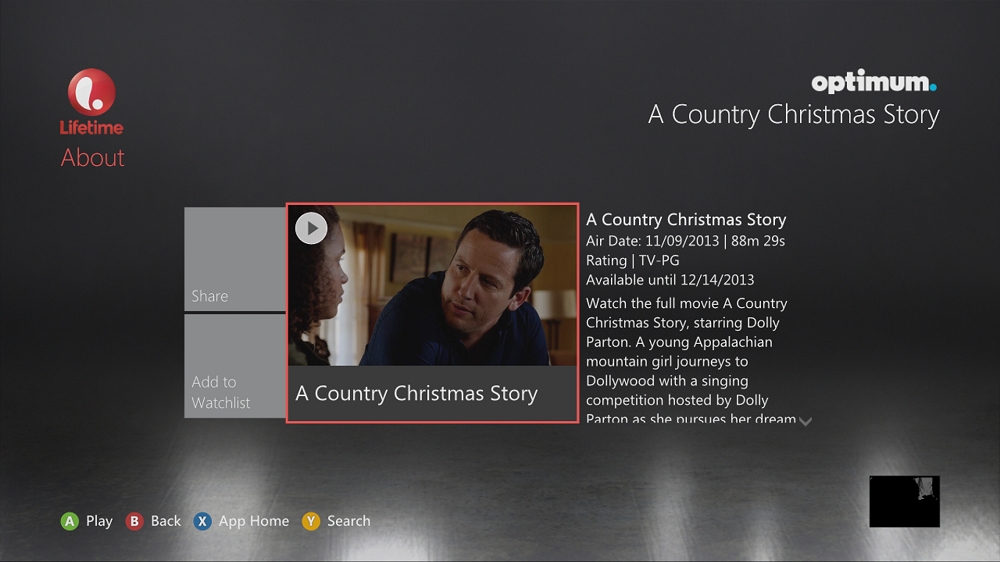 Lifetime
About
optimum.
A Country Christmas Story
Share
Add to
Watchlist
A Country Christmas Story
A Country Christmas Story
Air Date: 11/09/2013 | 88m 29s
Rating | TV-PG
Available until 12/14/2013
Watch the full movie A Country
Christmas Story, starring Dolly
Parton. A young Appalachian
mountain girl journeys to
Dollywood with a singing
competition hosted by Dolly
Parton as she pursues her dream
A Play B Back X App Home Y Search